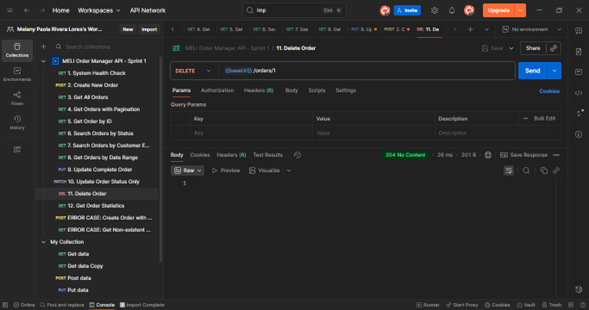 Home Workspaces API Network
imp Ctrl K
Invite
Upgrade
Melany Paola Rivera Lores's Wor... New Import
4. Get 5. Get 6. Sea 5. Sea 8. Get 9. Up 2. C 11. De No environment
Collections
Environments
Flows
History
Search collections
MELI Order Manager API - Sprint 1
GET 1. System Health Check
POST 2. Create New Order
GET 3. Get All Orders
GET 4. Get Orders with Pagination
GET 5. Get Order by ID
GET 6. Search Orders by Status
GET 7. Search Orders by Customer E...
GET 8. Get Orders by Date Range
PUT 9. Update Complete Order
PATCH 10. Update Order Status Only
DEL 11. Delete Order
GET 12. Get Order Statistics
POST ERROR CASE: Create Order with ...
GET ERROR CASE: Get Non-existent ...
My Collection
GET Get data
GET Get data Copy
POST Post data
PUT Put data
MELI Order Manager API - Sprint 1 / 11. Delete Order
Save Share
DELETE {{baseUrl}}/orders/1 Send
Params Authorization Headers (6) Body Scripts Settings Cookies
Query Params
Key Value Description Bulk Edit
Key Value Description
Body Cookies Headers (6) Test Results 204 No Content 26 ms 201 B Save Response
Raw Preview Visualize
1
Online Find and replace Console Import Complete Runner Start Proxy Cookies Vault Trash